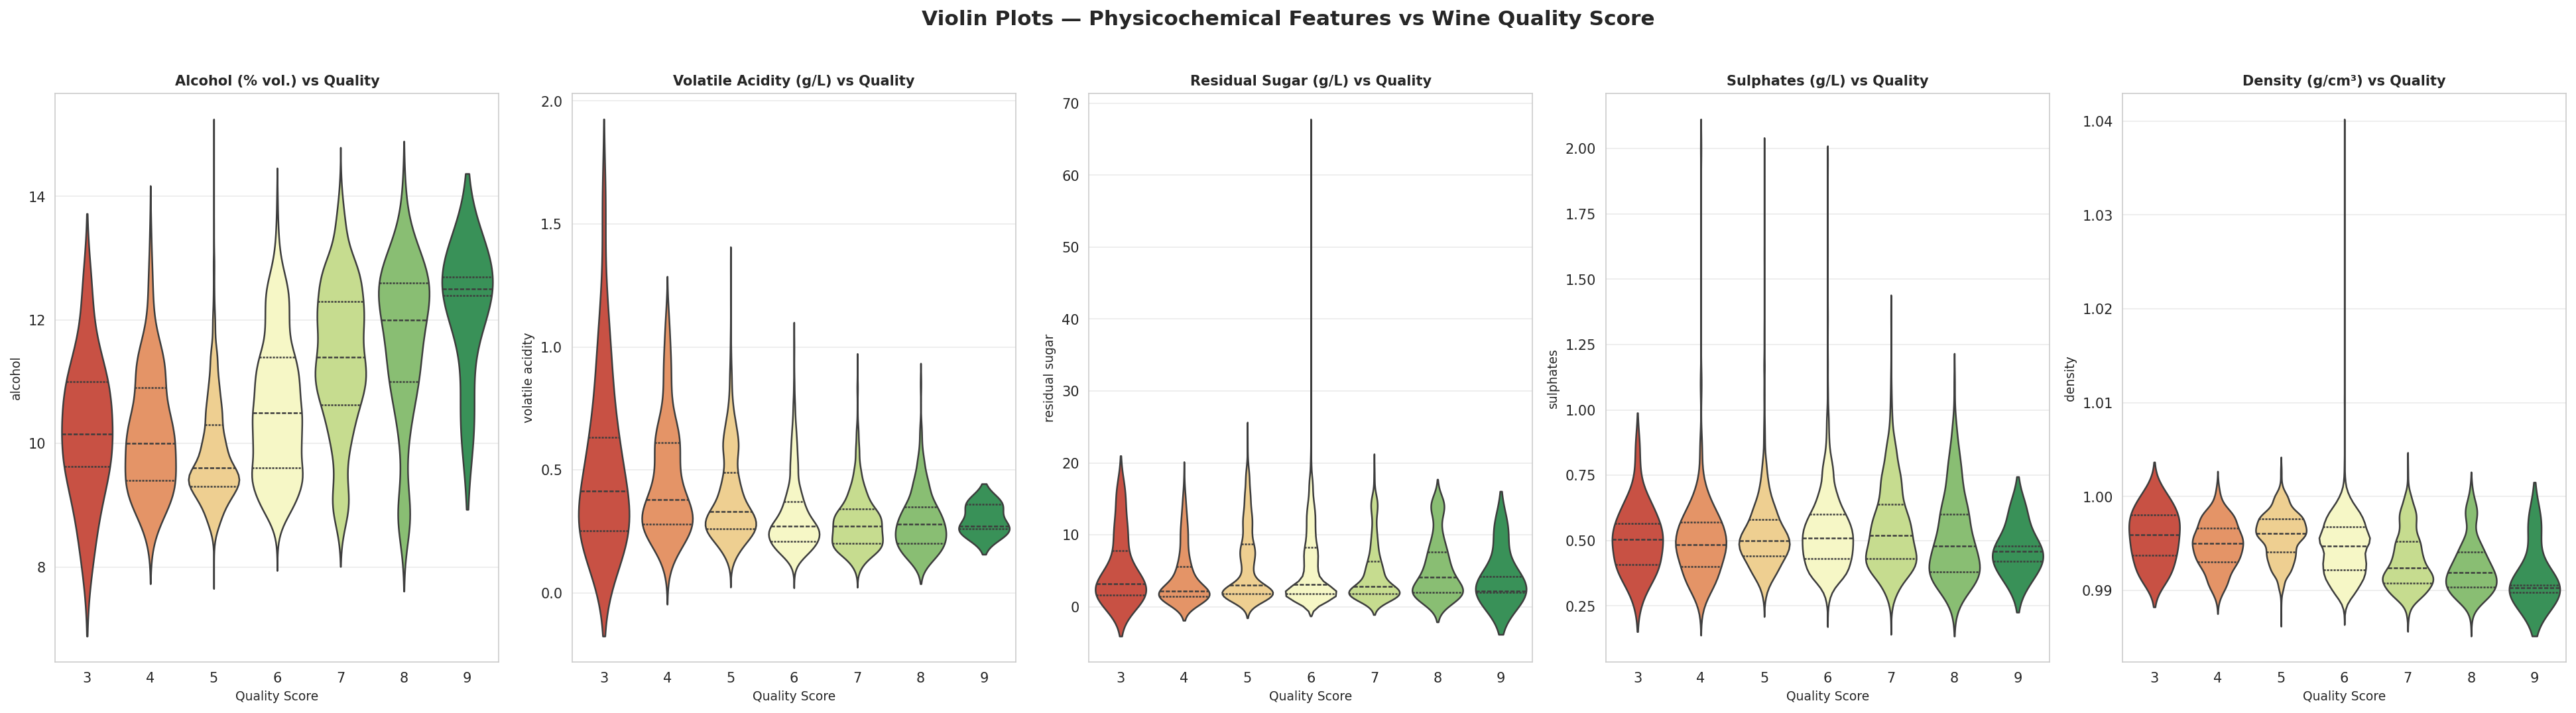 Violin Plots — Physicochemical Features vs Wine Quality Score
Alcohol (% vol.) vs Quality
alcohol
14
12
10
8
3 4 5 6 7 8 9
Quality Score
Volatile Acidity (g/L) vs Quality
volatile acidity
2.0
1.5
1.0
0.5
0.0
3 4 5 6 7 8 9
Quality Score
Residual Sugar (g/L) vs Quality
residual sugar
70
60
50
40
30
20
10
0
3 4 5 6 7 8 9
Quality Score
Sulphates (g/L) vs Quality
sulphates
2.00
1.75
1.50
1.25
1.00
0.75
0.50
0.25
3 4 5 6 7 8 9
Quality Score
Density (g/cm³) vs Quality
density
1.04
1.03
1.02
1.01
1.00
0.99
3 4 5 6 7 8 9
Quality Score